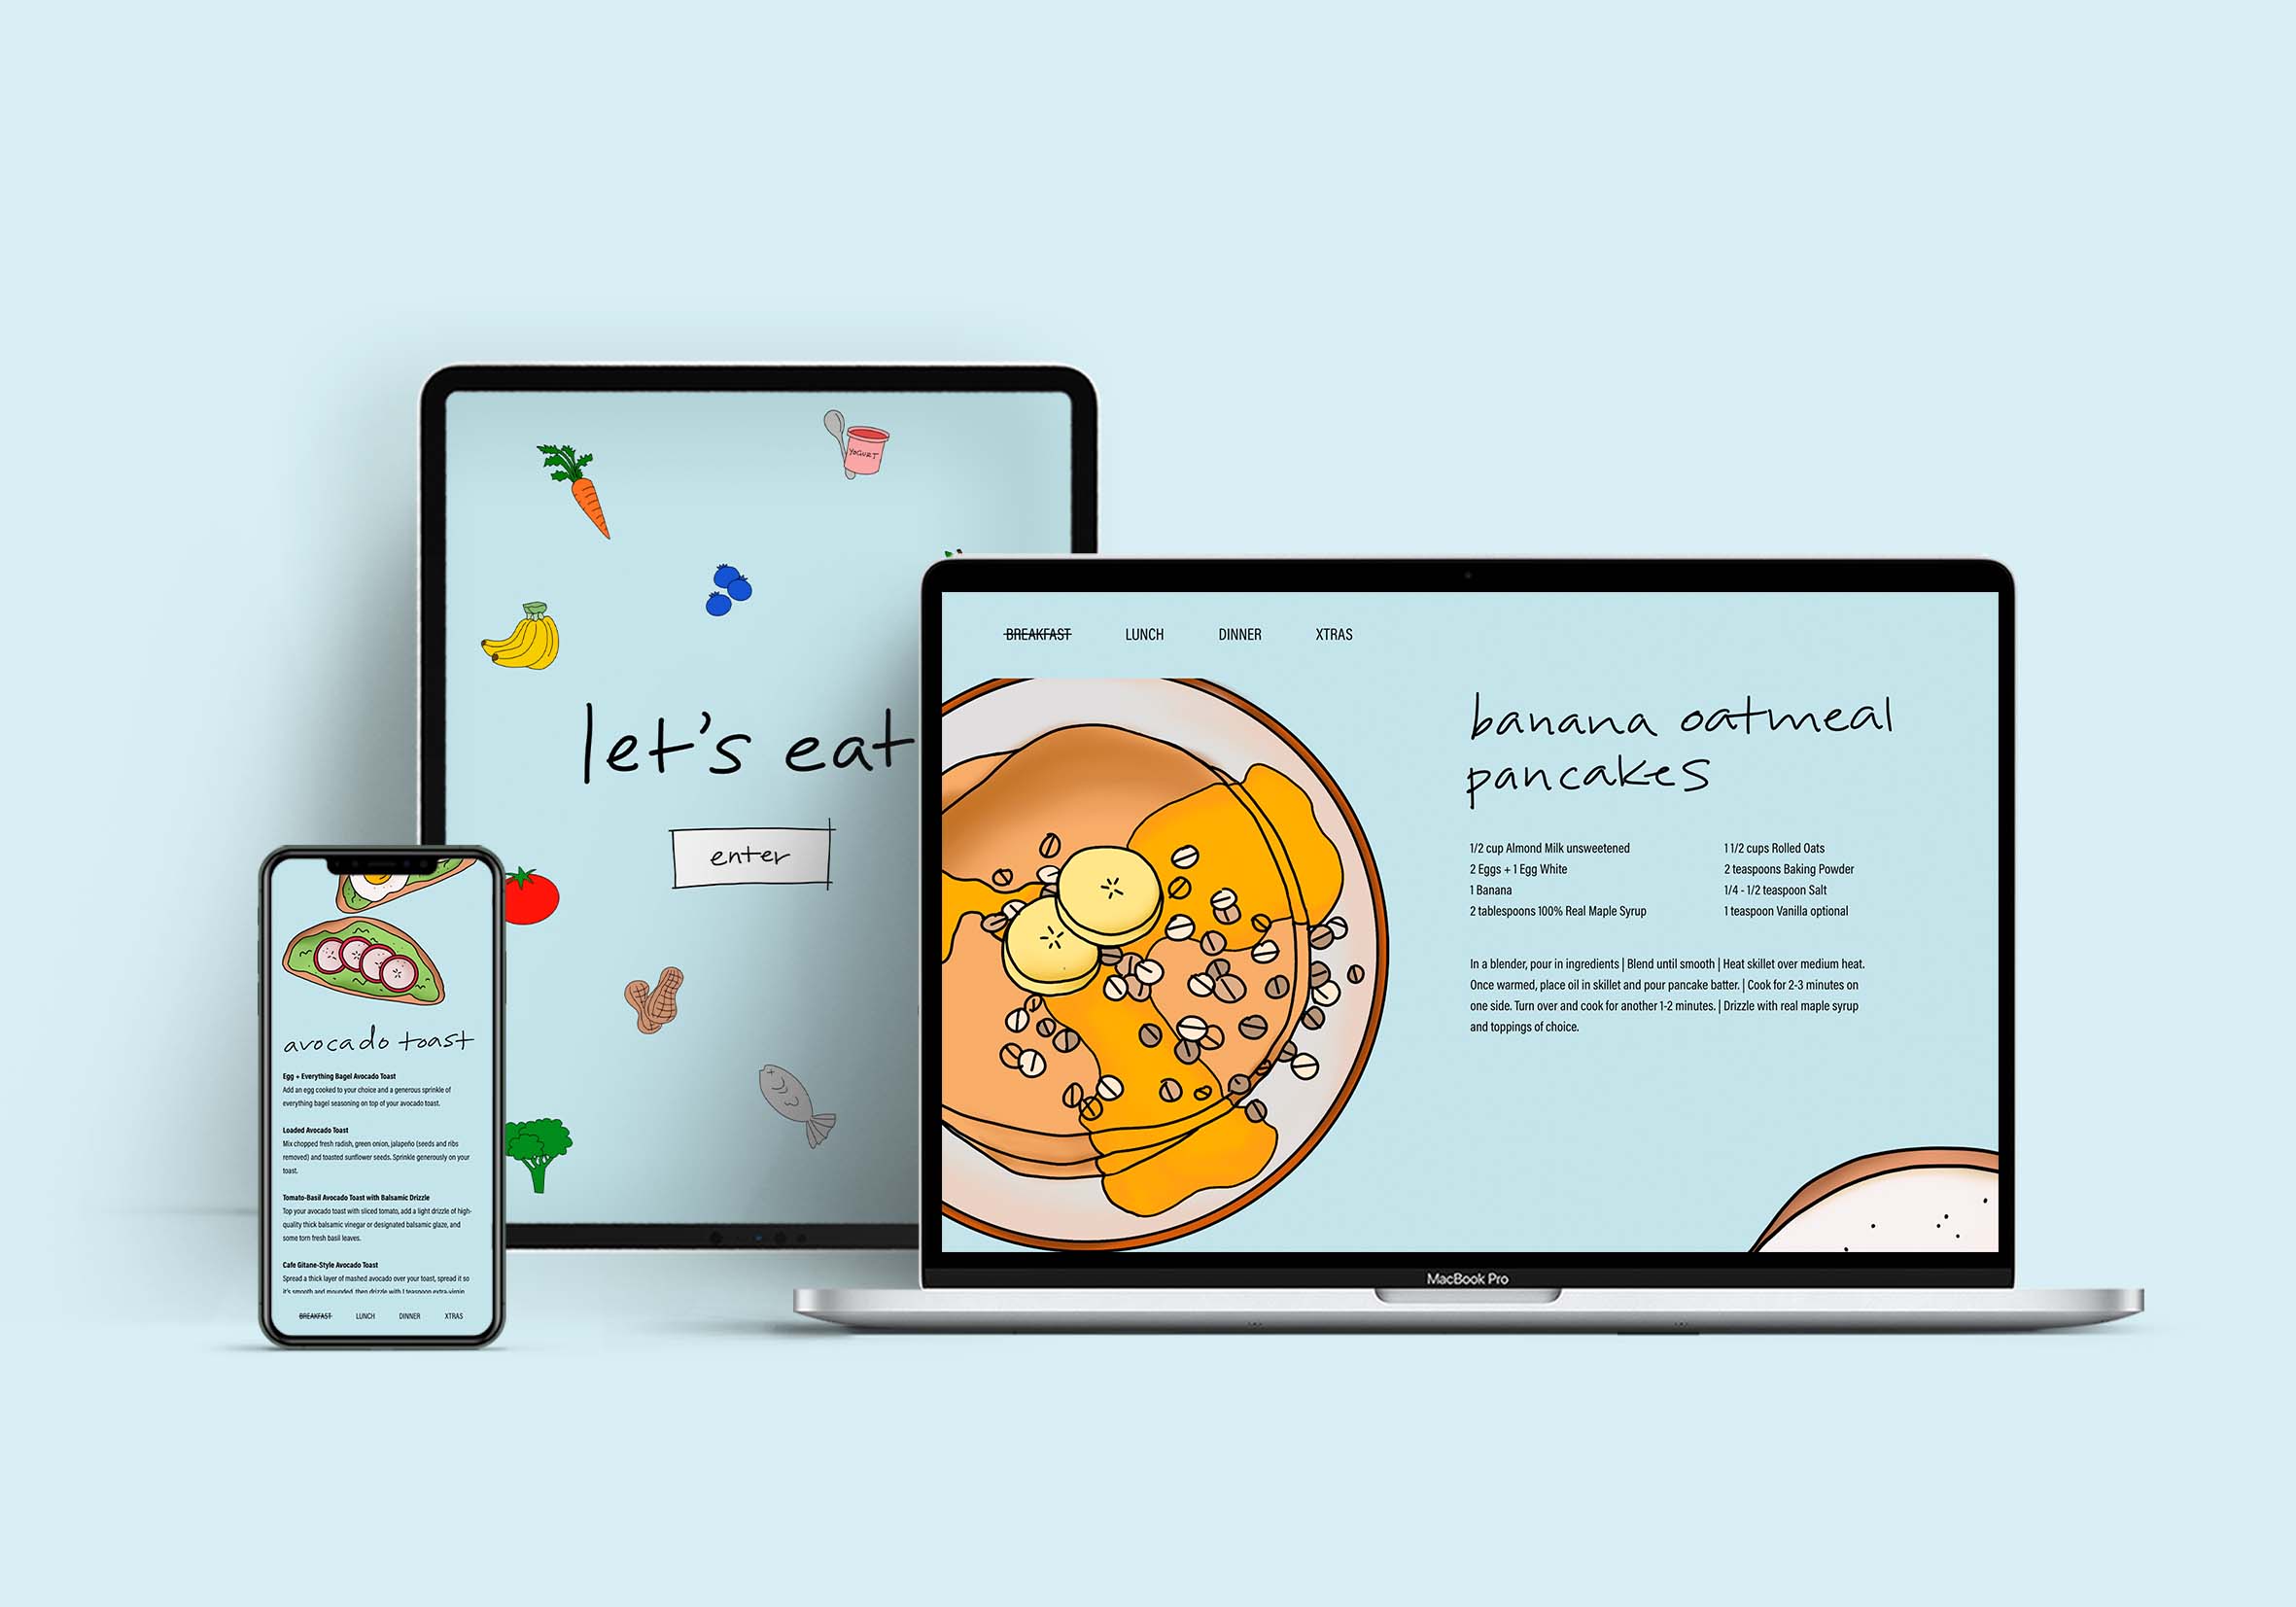 YOGURT
let's eat
enter
avocado toast
Egg + Everything Bagel Avocado Toast
Add an egg cooked to your choice and a generous sprinkle of
everything bagel seasoning on top of your avocado toast.
Loaded Avocado Toast
Mix chopped fresh radish, green onion, jalapeño (seeds and ribs
removed) and toasted sunflower seeds. Sprinkle generously on your
toast.
Tomato-Basil Avocado Toast with Balsamic Drizzle
Top your avocado toast with sliced tomato, add a light drizzle of high-
quality thick balsamic vinegar or designated balsamic glaze, and
some torn fresh basil leaves.
Cafe Gitane-Style Avocado Toast
Spread a thick layer of mashed avocado over your toast, spread it so
it's smooth and mounded, then drizzle with 1 teaspoon extra-virgin
BREAKFAST LUNCH DINNER XTRAS
BREAKFAST LUNCH DINNER XTRAS
banana oatmeal
pancakes
1/2 cup Almond Milk unsweetened
2 Eggs + 1 Egg White
1 Banana
2 tablespoons 100% Real Maple Syrup
1 1/2 cups Rolled Oats
2 teaspoons Baking Powder
1/4 - 1/2 teaspoon Salt
1 teaspoon Vanilla optional
In a blender, pour in ingredients | Blend until smooth | Heat skillet over medium heat.
Once warmed, place oil in skillet and pour pancake batter. | Cook for 2-3 minutes on
one side. Turn over and cook for another 1-2 minutes. | Drizzle with real maple syrup
and toppings of choice.
MacBook Pro